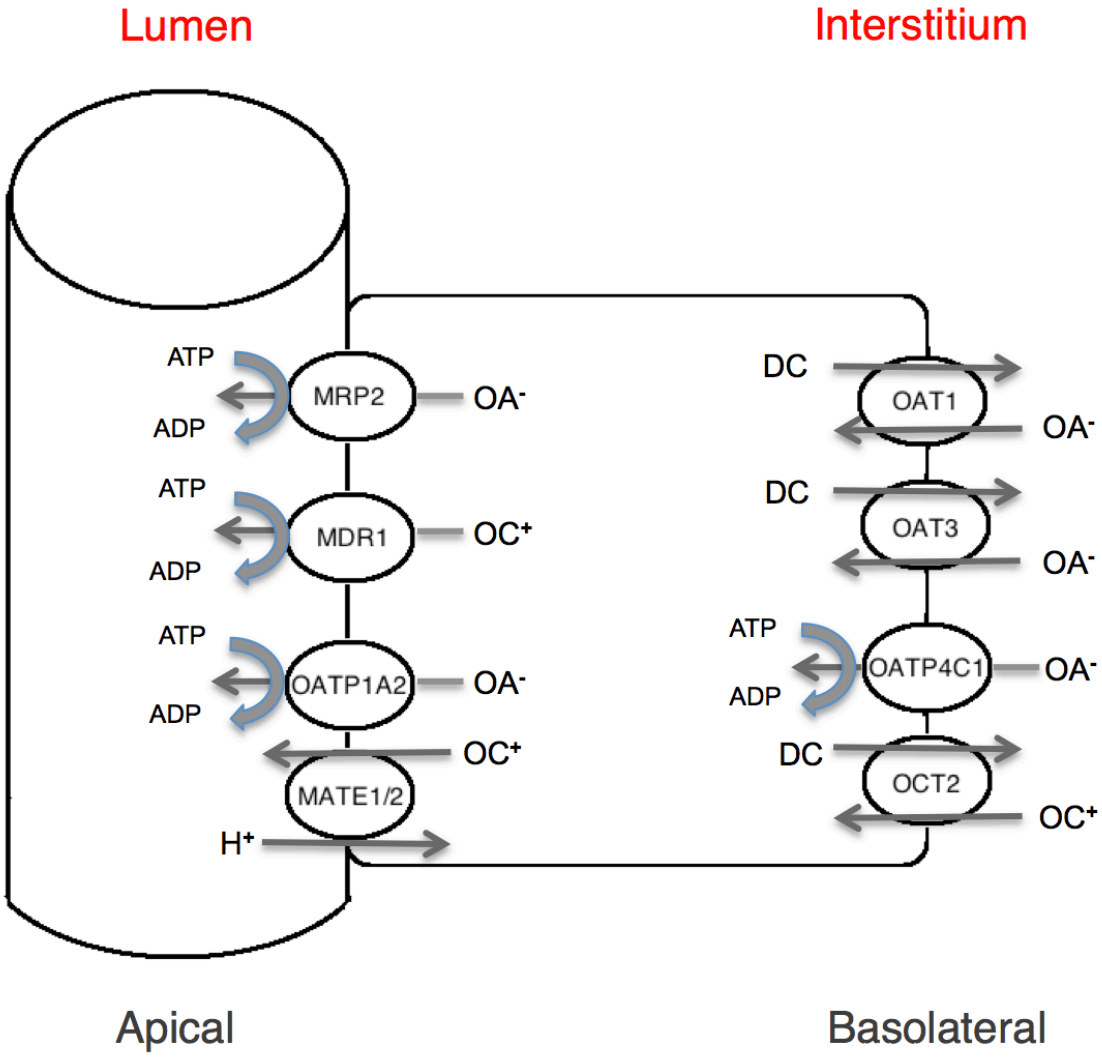 Lumen
Interstitium
ATP
MRP2
OA-
ADP
ATP
MDR1
OC+
ADP
ATP
OATP1A2
OA-
ADP
OC+
MATE1/2
H+
DC
OAT1
OA-
DC
OAT3
OA-
ATP
OATP4C1
OA-
ADP
DC
OCT2
OC+
Apical
Basolateral